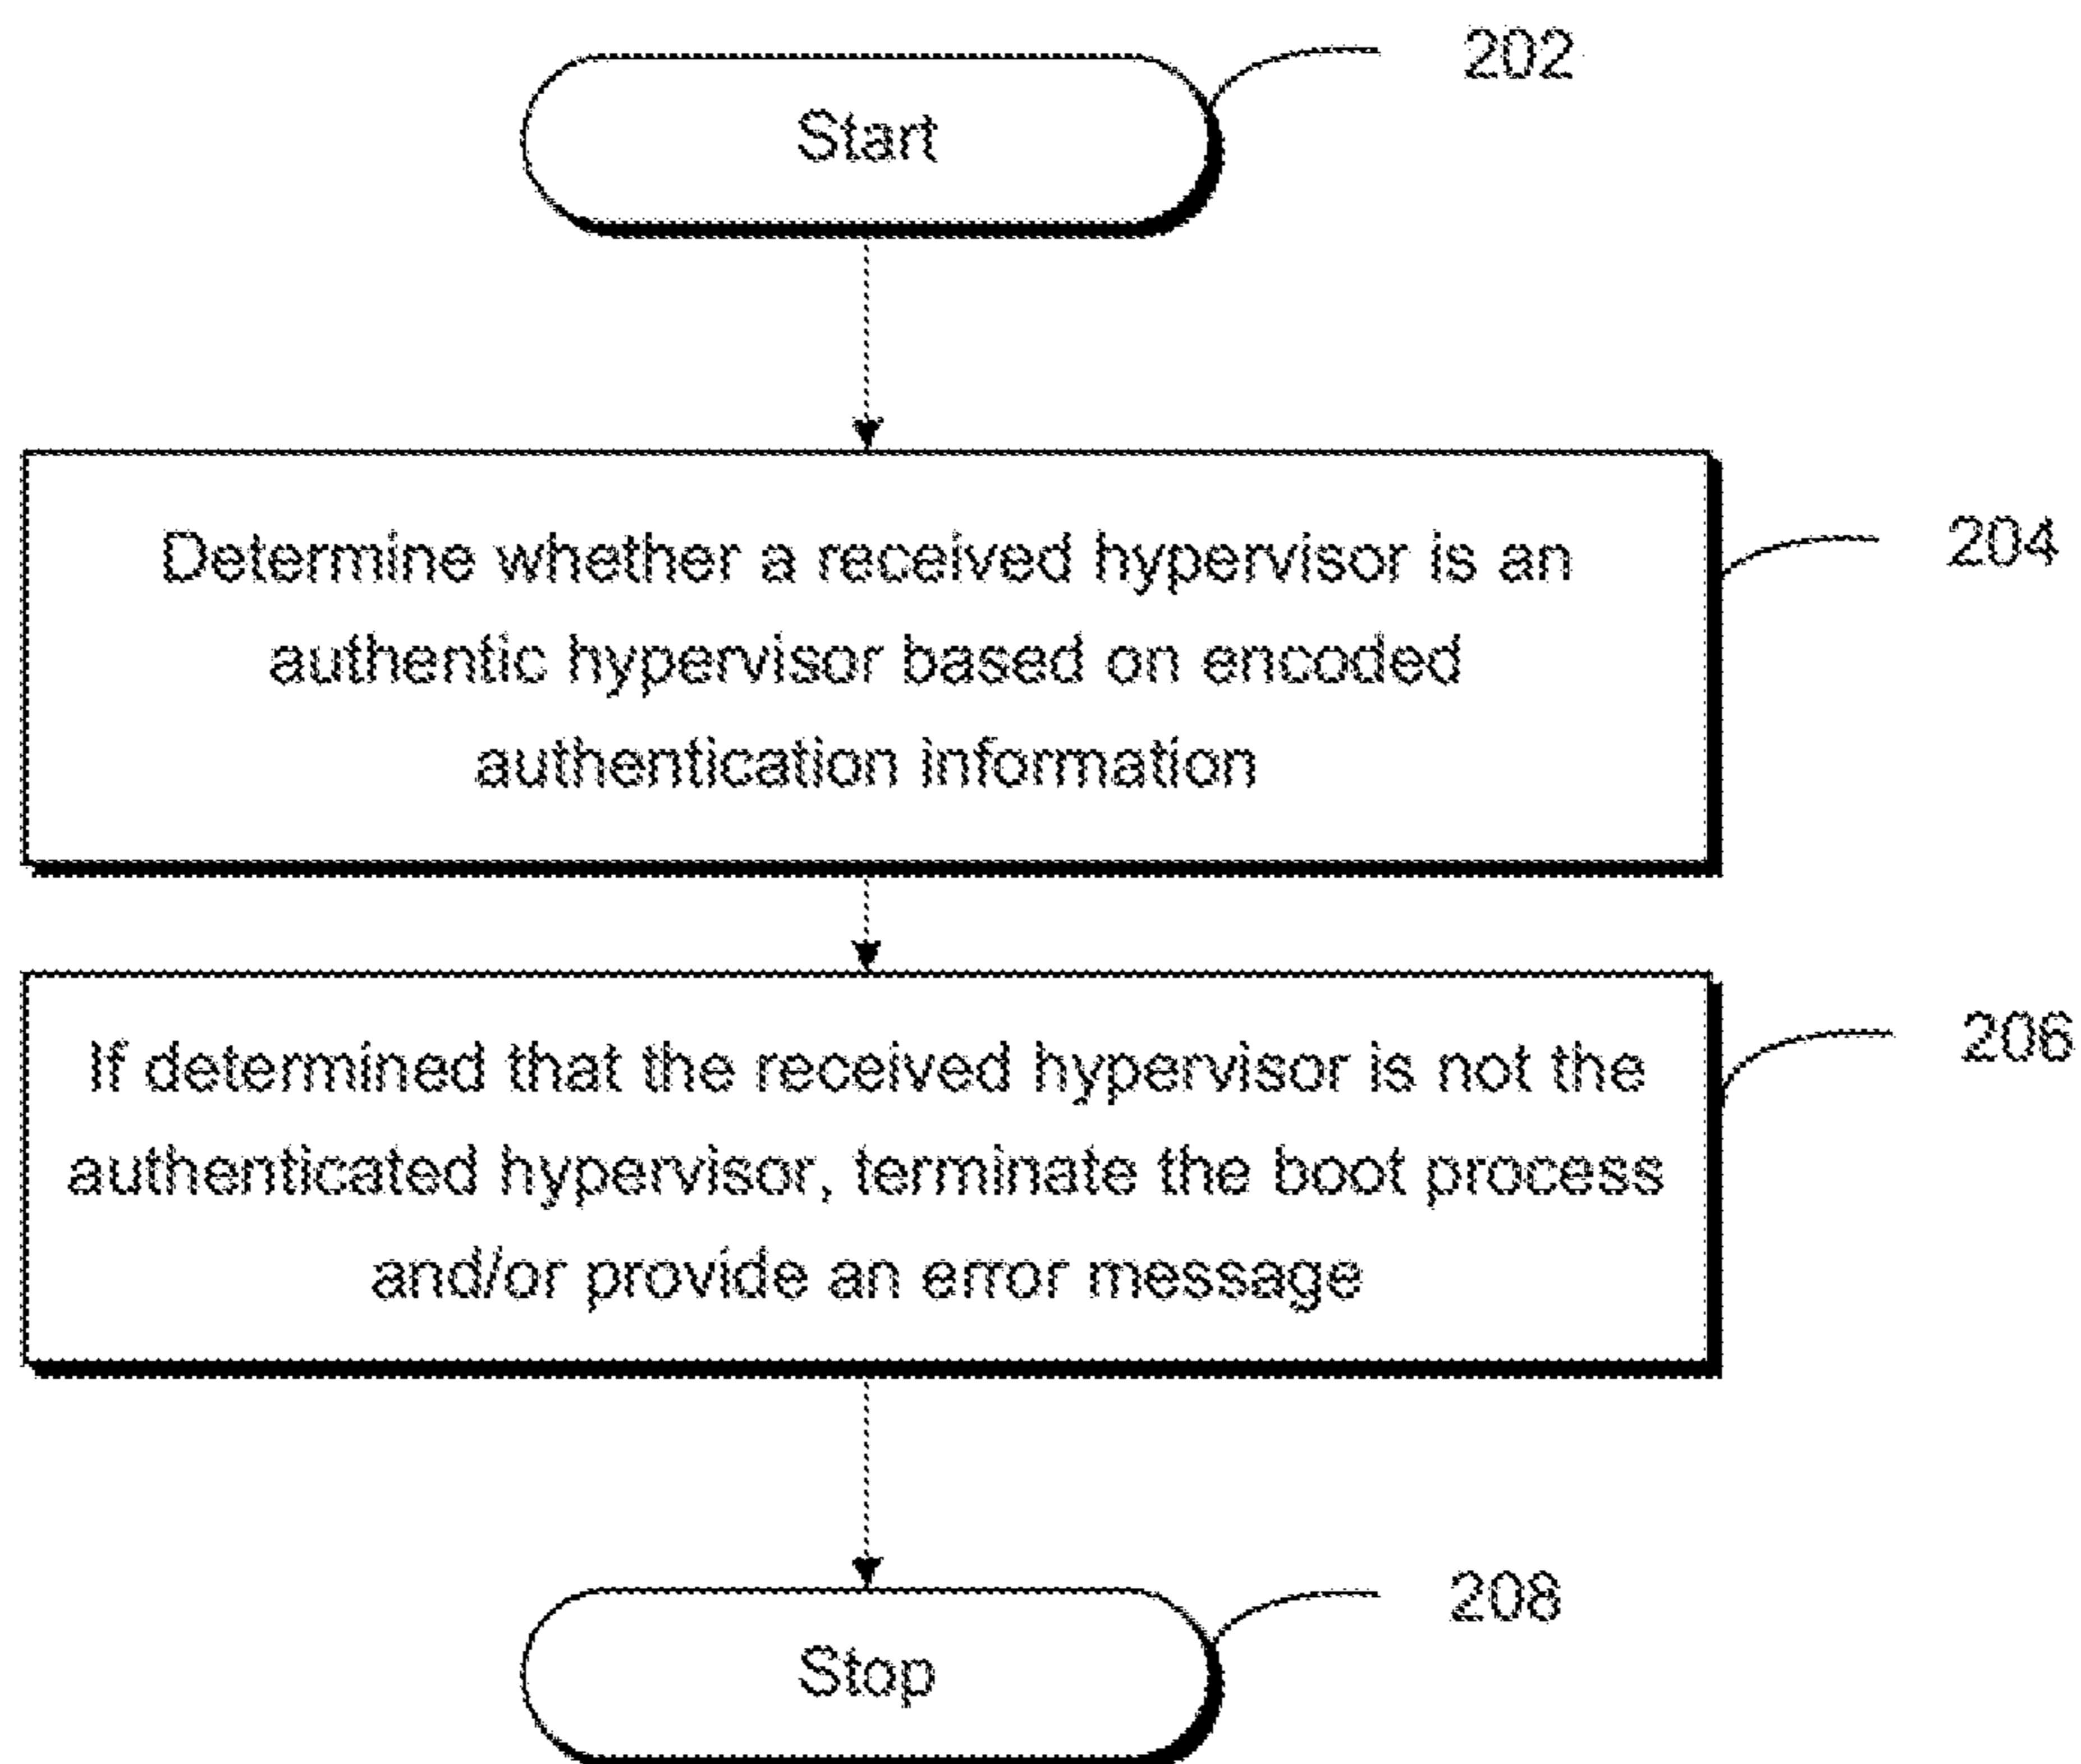 202
Start
204
Determine whether a received hypervisor is an
authentic hypervisor based on encoded
authentication information
206
If determined that the received hypervisor is not the
authenticated hypervisor, terminate the boot process
and/or provide an error message
208
Stop